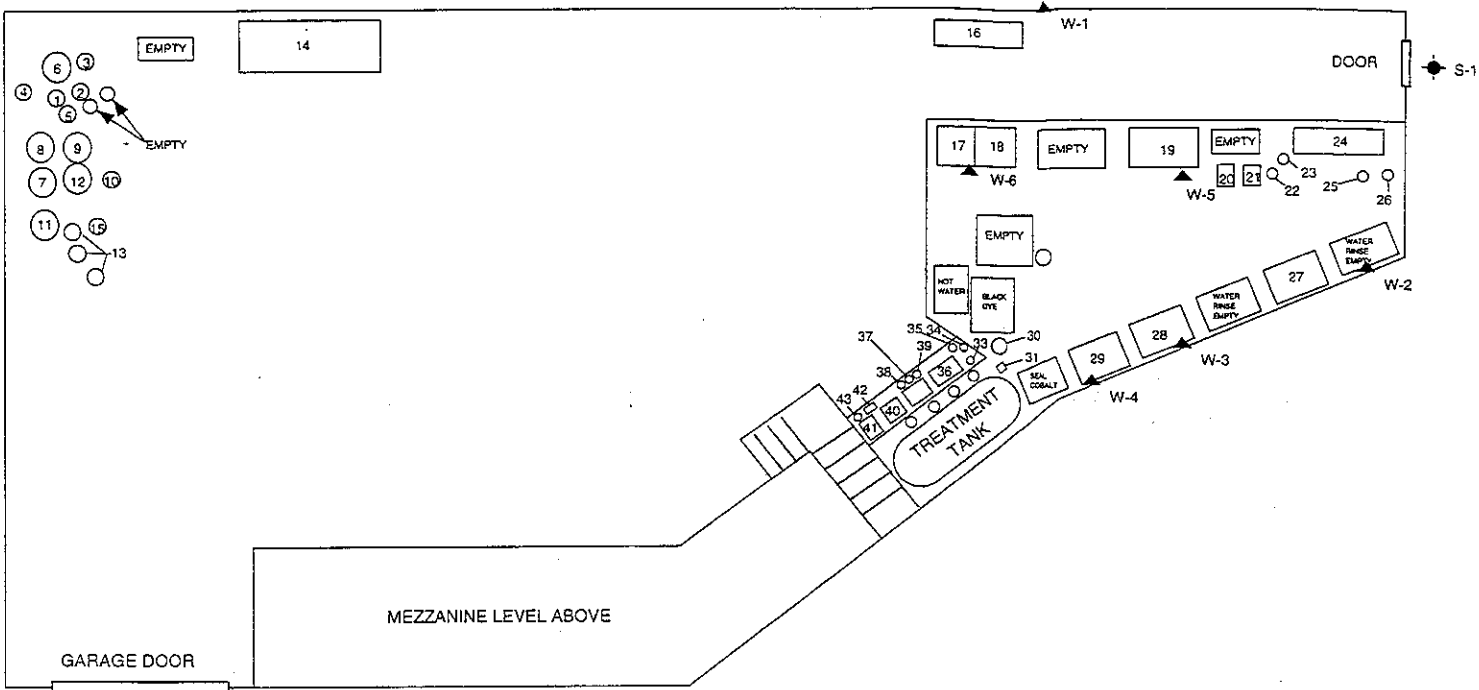 W-1
16
14
EMPTY
DOOR
S-1
6
3
4
1
2
5
EMPTY
8
9
7
12
10
11
15
13
17
18
EMPTY
19
EMPTY
24
W-6
W-5
20
21
22
23
25
26
EMPTY
HOT
WATER
BLACK
DYE
WATER
RINSE
EMPTY
W-2
27
WATER
RINSE
EMPTY
28
W-3
29
W-4
SEAL
COBALT
30
31
33
34
35
36
37
38
39
40
41
42
43
TREATMENT
TANK
MEZZANINE LEVEL ABOVE
GARAGE DOOR